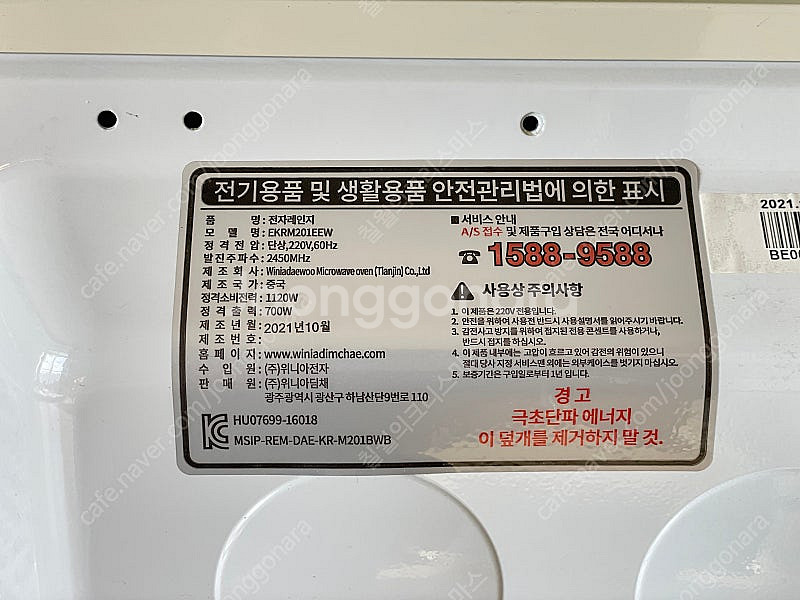 전기용품 및 생활용품 안전관리법에 의한 표시
품 명 : 전자레인지
모 델 명 : EKRM201EEW
정 격 전 압 : 단상,220V,60Hz
발진주파수 : 2450MHz
제 조 회 사 : Winiadaewoo Microwave oven (Tianjin) Co.,Ltd
제 조 국 : 중국
정격소비전력 : 1120W
정 격 출 력 : 700W
제 조 년 월 : 2021년10월
제 조 번 호 :
홈 페 이 지 : www.winiadimchae.com
수 입 원 : (주)위니아전자
판 매 원 : (주)위니아딤채
광주광역시 광산구 하남산단9번로 110
HU07699-16018
MSIP-REM-DAE-KR-M201BWB
■ 서비스 안내
A/S 접수 및 제품구입 상담은 전국 어디서나
☎ 1588-9588
사용상 주의사항
1. 이 제품은 220V 전용입니다.
2. 안전을 위하여 사용전 반드시 사용설명서를 읽어주시기 바랍니다.
3. 감전사고 방지를 위하여 접지된 전용 콘센트를 사용하거나,
반드시 접지를 하십시오.
4. 이 제품 내부에는 고압이 흐르고 있어 감전의 위험이 있으니
절대 당사 지정 서비스맨 외에는 외부케이스를 벗기지 마십시오.
5. 보증기간은 구입일로부터 1년 입니다.
경 고
극초단파 에너지
이 덮개를 제거하지 말 것.
2021.
BE0
joonggonara
cafe.naver.com/joonggonara